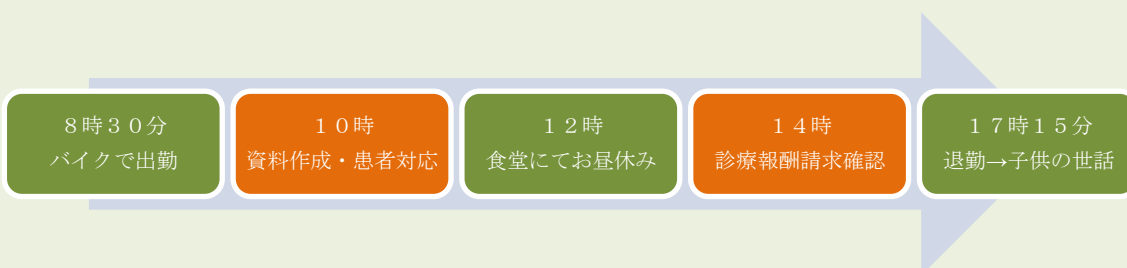 ８時３０分
バイクで出勤
１０時
資料作成・患者対応
１２時
食堂にてお昼休み
１４時
診療報酬請求確認
１７時１５分
退勤→子供の世話